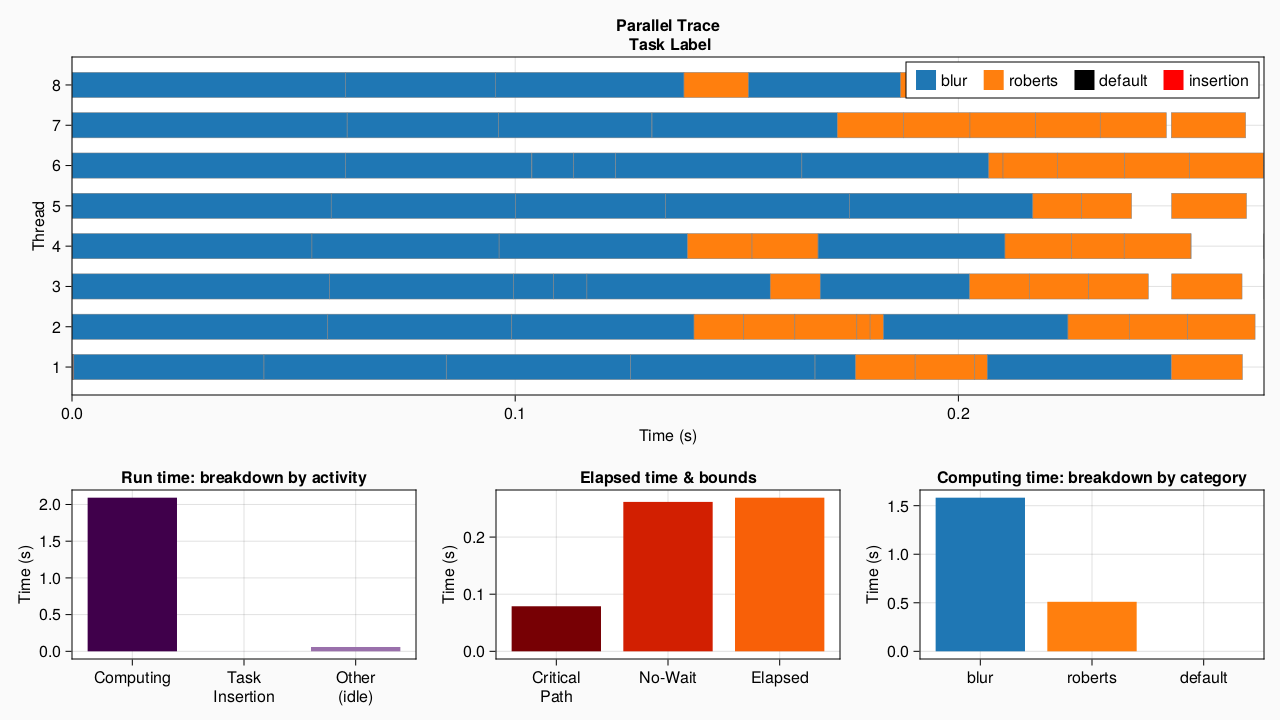 Parallel Trace
Task Label
blur
roberts
default
insertion
Thread
8
7
6
5
4
3
2
1
0.0
0.1
0.2
Time (s)
Run time: breakdown by activity
Time (s)
2.0
1.5
1.0
0.5
0.0
Computing
Task
Insertion
Other
(idle)
Elapsed time & bounds
Time (s)
0.2
0.1
0.0
Critical
Path
No-Wait
Elapsed
Computing time: breakdown by category
Time (s)
1.5
1.0
0.5
0.0
blur
roberts
default